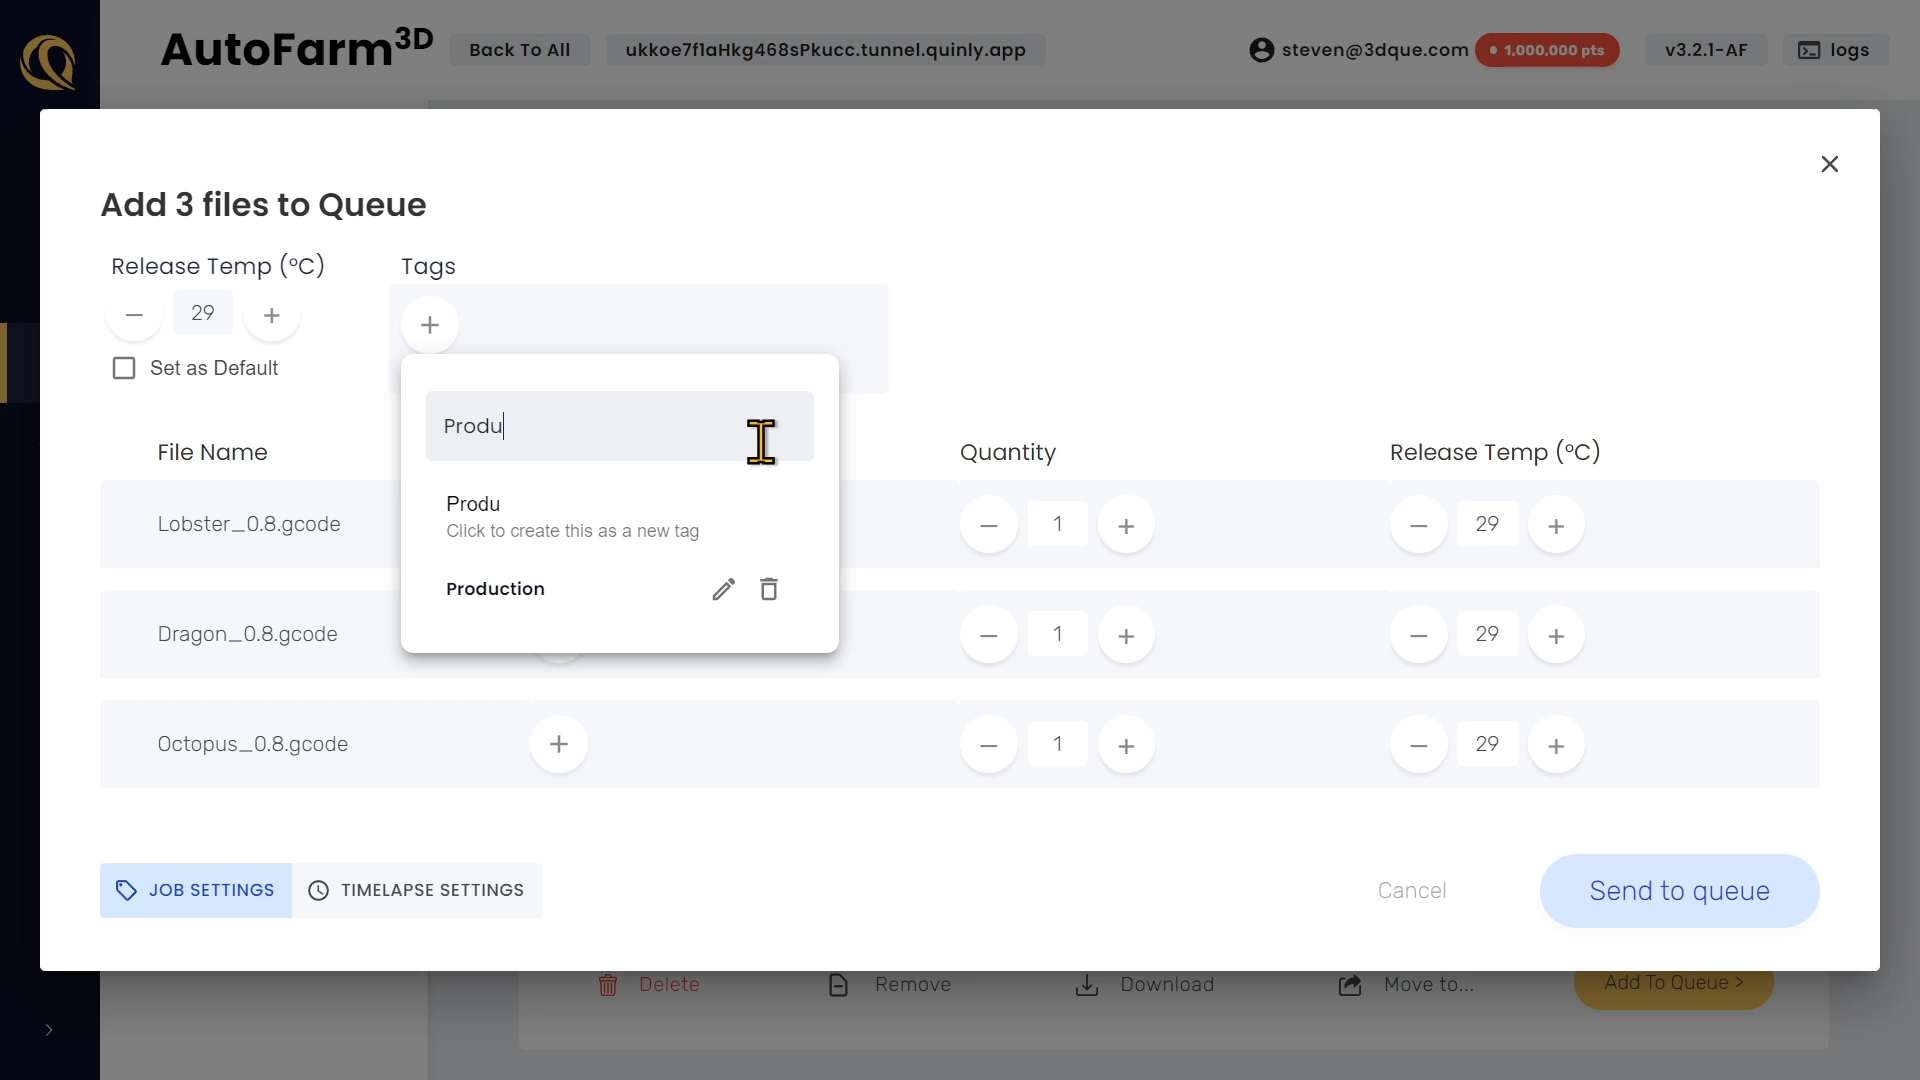 AutoFarm3D
Back To All
ukkoe7flaHkg468sPkucc.tunnel.quinly.app
steven@3dque.com
1,000,000 pts
v3.2.1-AF
logs
Add 3 files to Queue
Release Temp (°C)
Tags
29
Set as Default
Produ
Produ
Click to create this as a new tag
Production
File Name
Quantity
Release Temp (°C)
Lobster_0.8.gcode
1
29
Dragon_0.8.gcode
1
29
Octopus_0.8.gcode
1
29
JOB SETTINGS
TIMELAPSE SETTINGS
Cancel
Send to queue
Delete
Remove
Download
Move to...
Add To Queue >